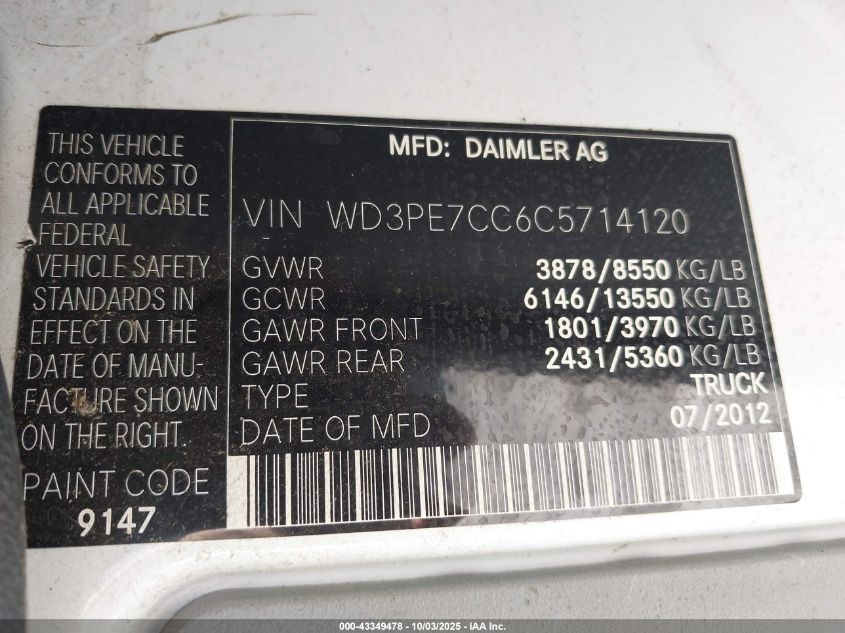 THIS VEHICLE
CONFORMS TO
ALL APPLICABLE
FEDERAL
VEHICLE SAFETY
STANDARDS IN
EFFECT ON THE
DATE OF MANU-
FACTURE SHOWN
ON THE RIGHT.
PAINT CODE
9147
MFD: DAIMLER AG
VIN WD3PE7CC6C5714120
GVWR 3878/8550 KG/LB
GCWR 6146/13550 KG/LB
GAWR FRONT 1801/3970 KG/LB
GAWR REAR 2431/5360 KG/LB
TYPE TRUCK
DATE OF MFD 07/2012
000-43349478 - 10/03/2025 - IAA Inc.